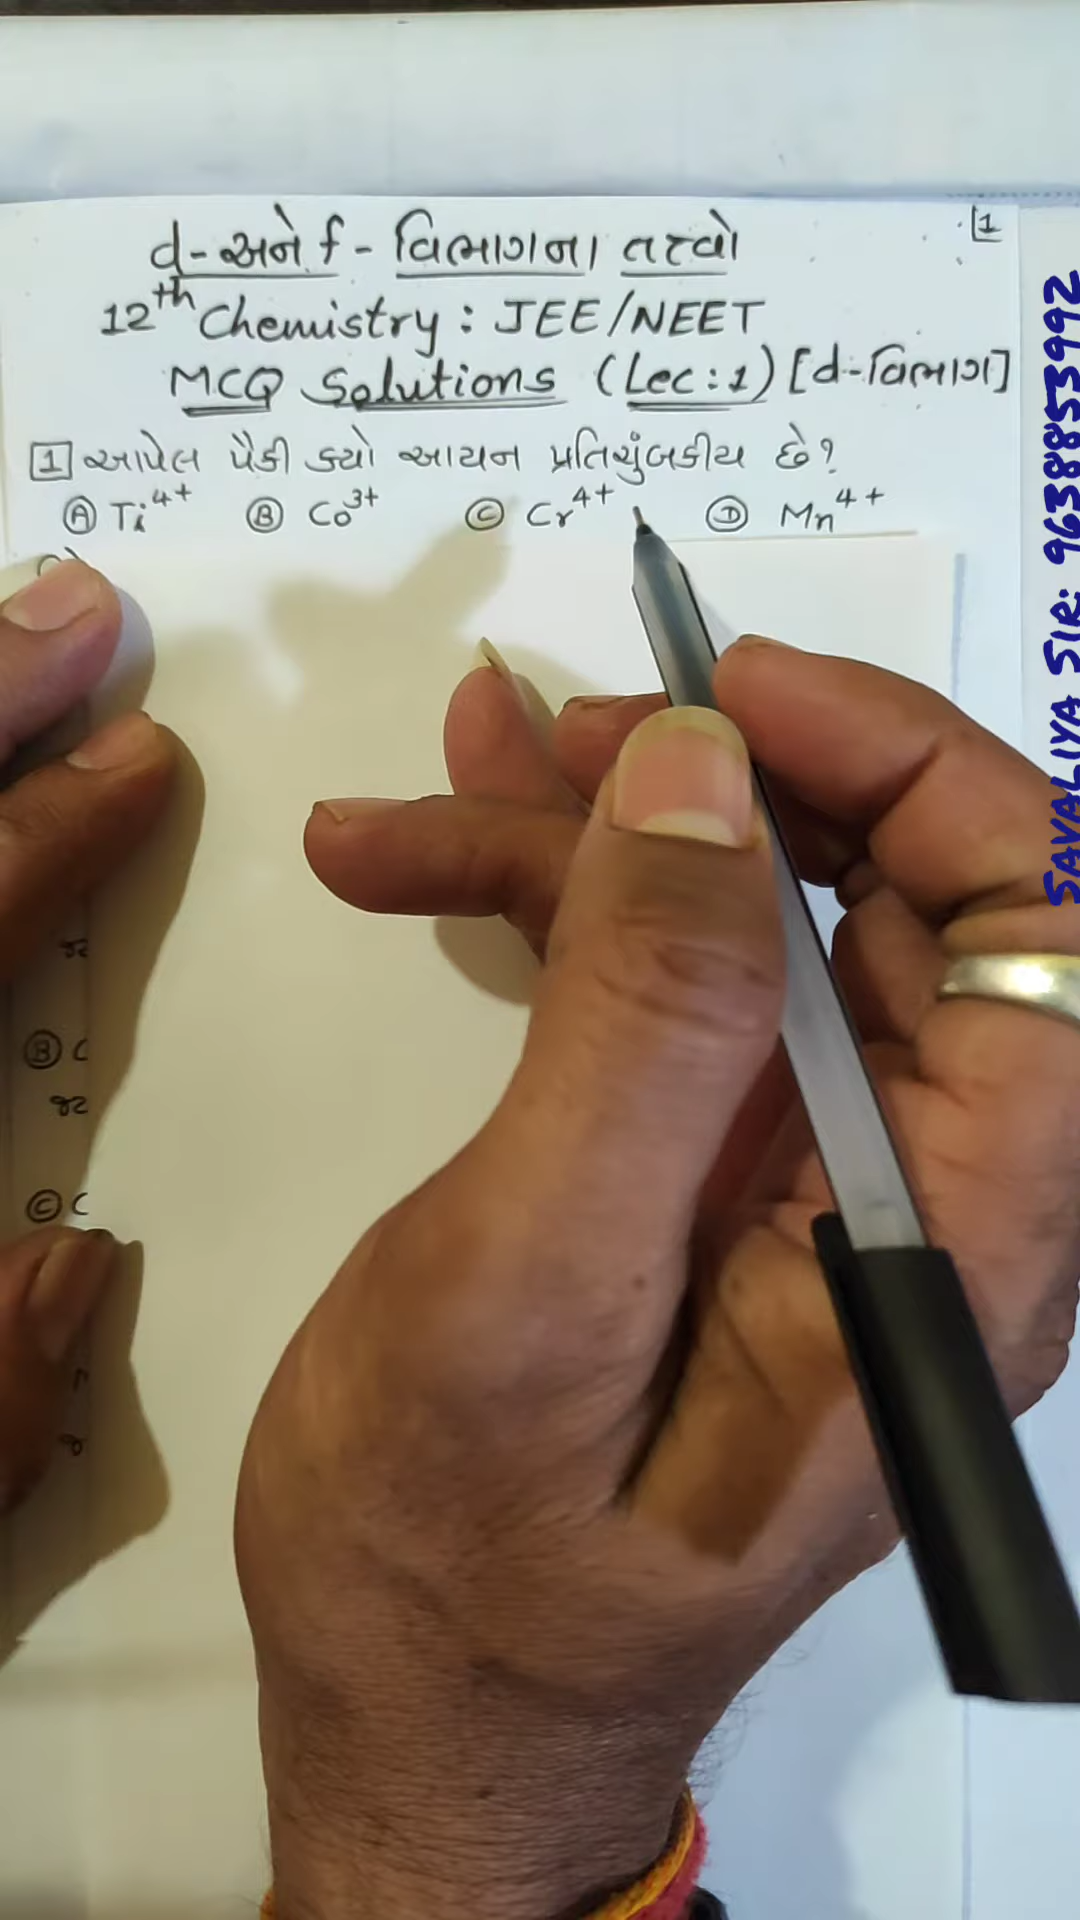 [1
d-અને f-વિભાગના તત્વો
12th Chemistry: JEE/NEET
MCQ Solutions (Lec:1) [d-વિભાગ]
1 આપેલ પૈકી ક્યો આયન પ્રતિચુંબકીય છે?
A Ti4+ B Co3+ C Cr4+ D Mn4+
B C
C C
SAVALIYA SIR: 9638853992